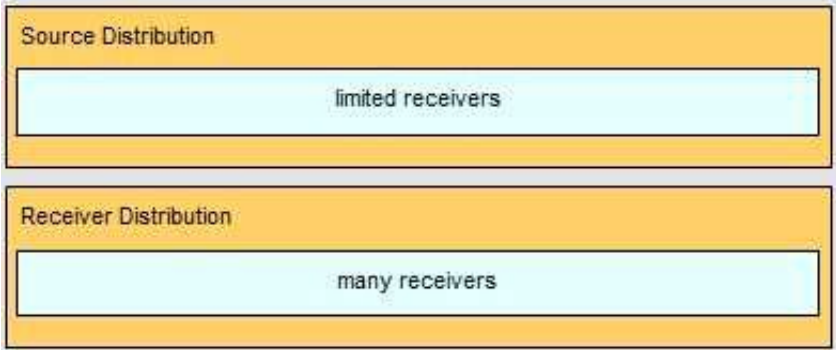 Source Distribution
limited receivers
Receiver Distribution
many receivers